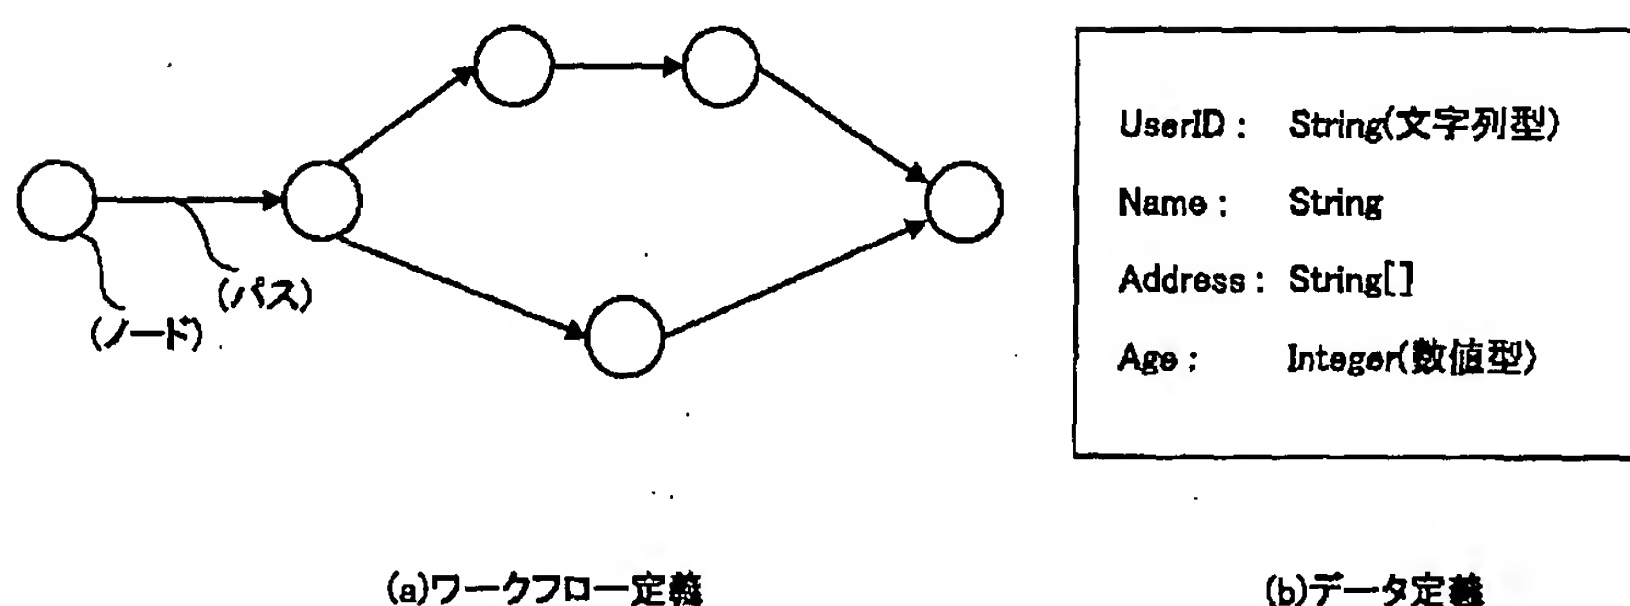 (パス)
(ノード)
UserID : String(文字列型)
Name : String
Address : String[]
Age : Integer(数値型)
(a)ワークフロー定義
(b)データ定義